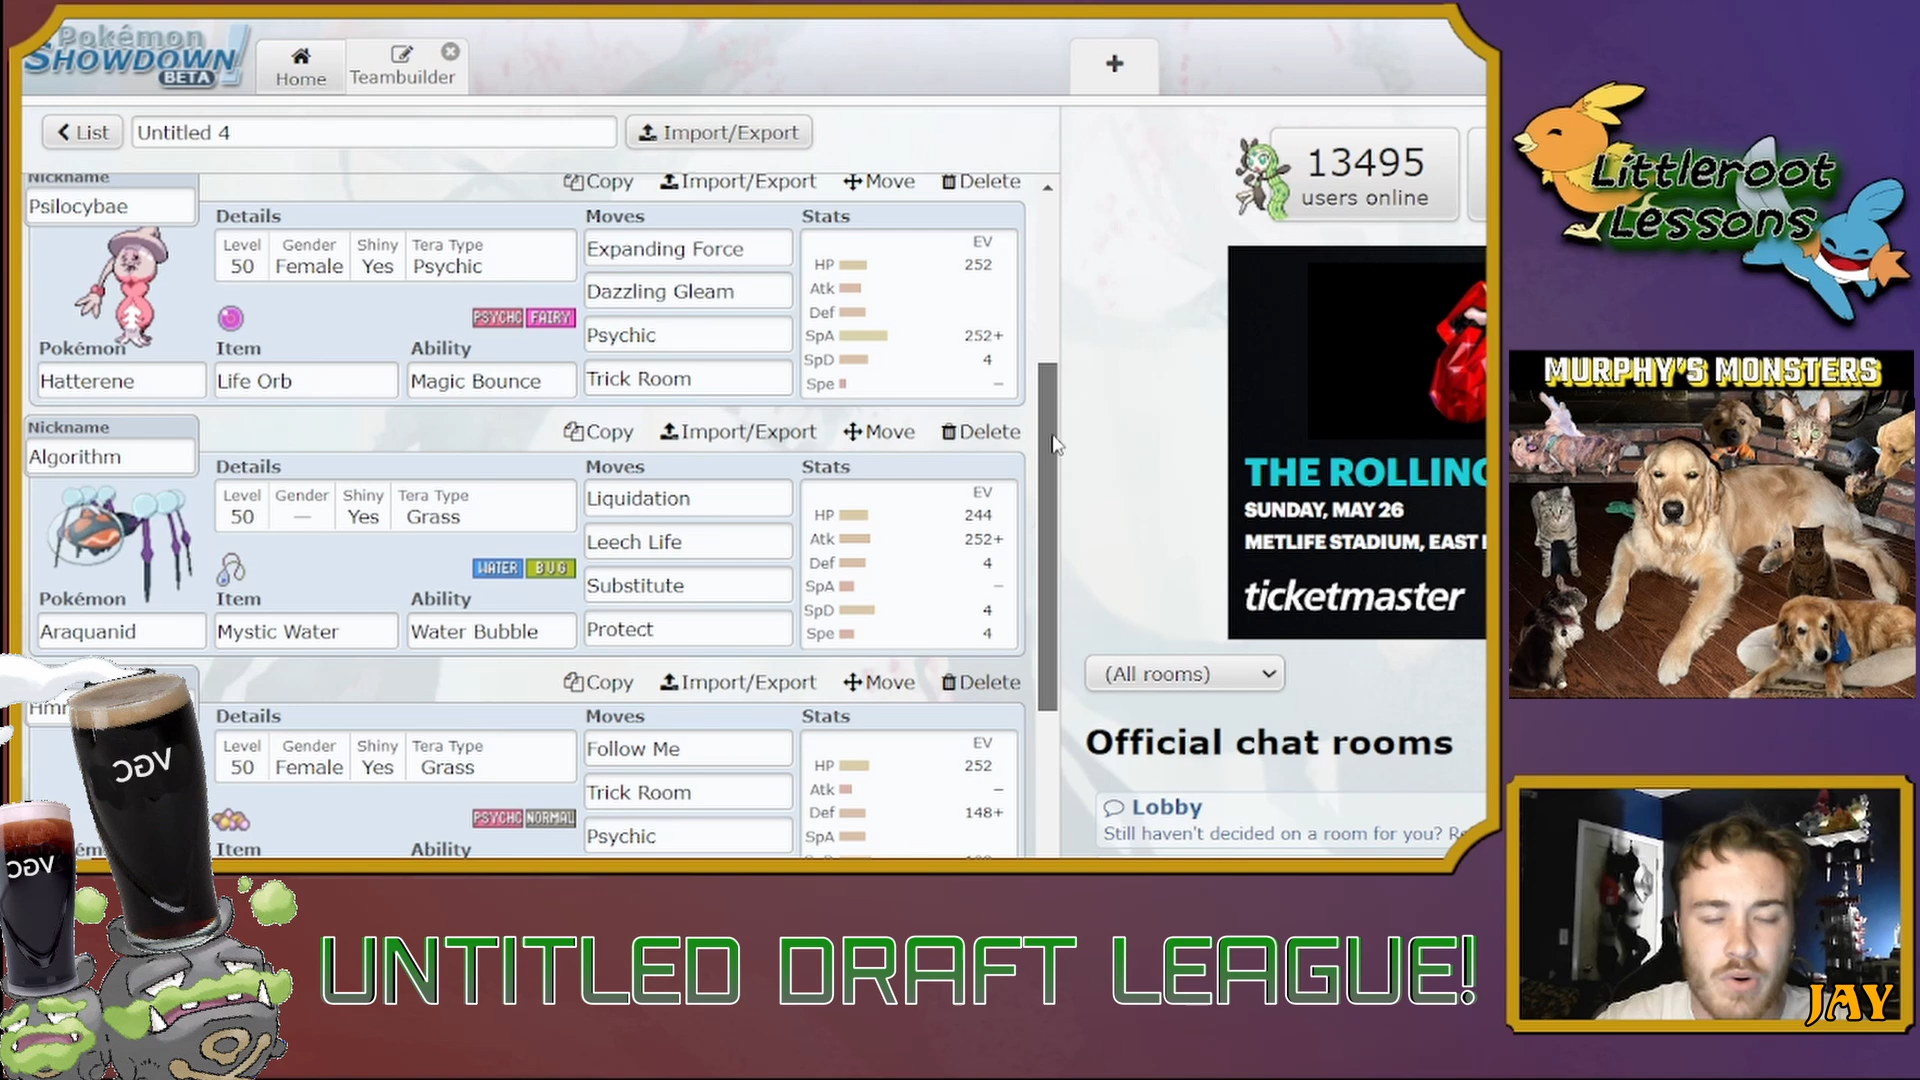 Pokémon
SHOWDOWN!
BETA
Home
Teambuilder
+
List
Untitled 4
Import/Export
13495
users online
Nickname
Psilocybae
Copy Import/Export Move Delete
Details
Moves
Stats
Level 50
Gender Female
Shiny Yes
Tera Type Psychic
Expanding Force
Dazzling Gleam
Psychic
Trick Room
EV
HP 252
Atk
Def
SpA 252+
SpD 4
Spe –
PSYCHC FAIRY
Pokémon
Hatterene
Item
Life Orb
Ability
Magic Bounce
Nickname
Algorithm
Copy Import/Export Move Delete
Details
Moves
Stats
Level 50
Gender —
Shiny Yes
Tera Type Grass
Liquidation
Leech Life
Substitute
Protect
EV
HP 244
Atk 252+
Def 4
SpA –
SpD 4
Spe 4
WATER BUG
Pokémon
Araquanid
Item
Mystic Water
Ability
Water Bubble
Copy Import/Export Move Delete
Details
Moves
Stats
Level 50
Gender Female
Shiny Yes
Tera Type Grass
Follow Me
Trick Room
Psychic
EV
HP 252
Atk –
Def 148+
SpA
PSYCHC NORMAL
Item
Ability
THE ROLLING
SUNDAY, MAY 26
METLIFE STADIUM, EAST
ticketmaster
(All rooms)
Official chat rooms
Lobby
Still haven't decided on a room for you?
Littleroot
Lessons
MURPHY'S MONSTERS
JAY
VGC
VGC
UNTITLED DRAFT LEAGUE!